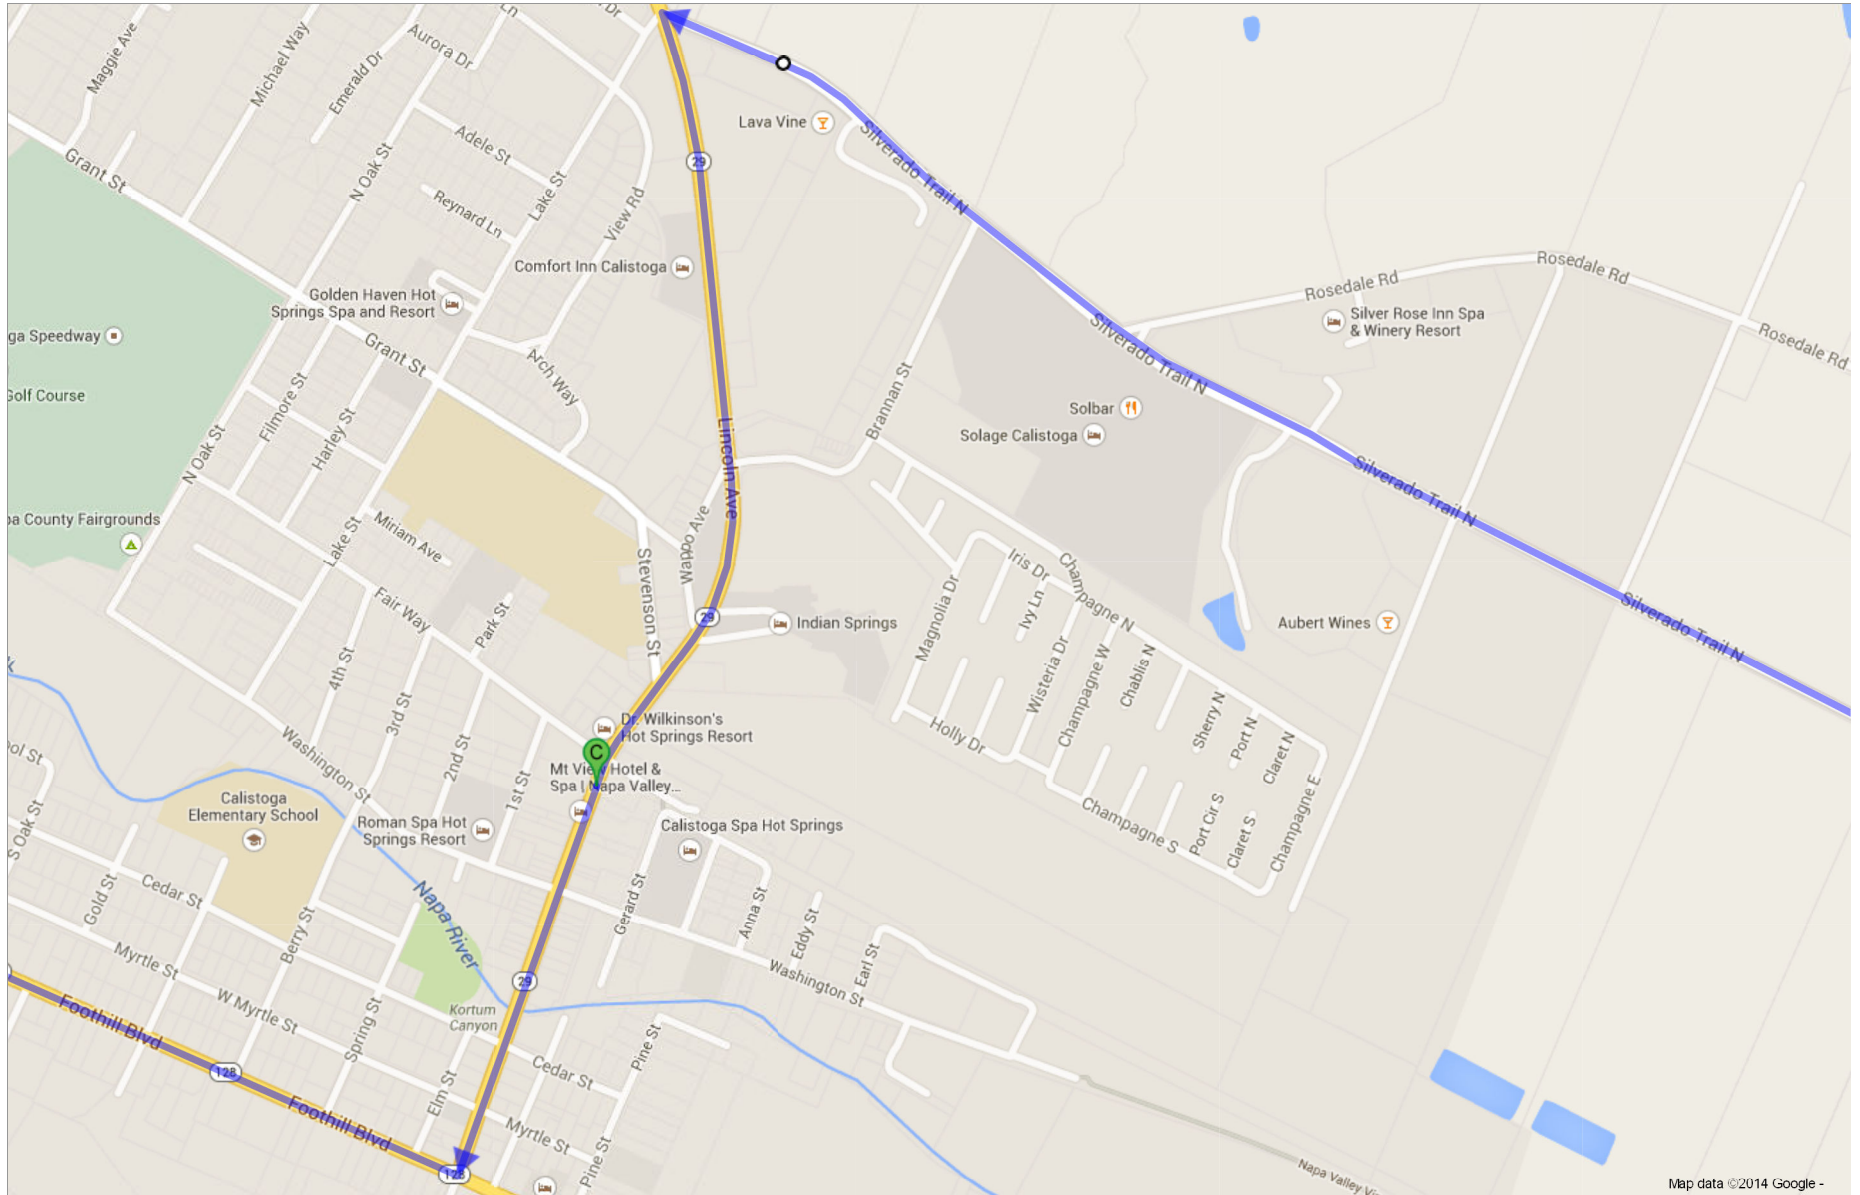 Ln
Dr
Maggie Ave
Michael Way
Emerald Dr
Aurora Dr
Adele St
Lava Vine
Silverado Trail N
29
Grant St
N Oak St
Reynard Ln
Lake St
View Rd
Comfort Inn Calistoga
Golden Haven Hot
Springs Spa and Resort
Rosedale Rd
Rosedale Rd
Rosedale Rd
Silver Rose Inn Spa
& Winery Resort
ga Speedway
Grant St
Arch Way
Silverado Trail N
Golf Course
Filmore St
Harley St
Brannan St
Solbar
Solage Calistoga
N Oak St
Lincoln Ave
Silverado Trail N
pa County Fairgrounds
Lake St
Miriam Ave
Stevenson St
Wappo Ave
Iris Dr
Champagne N
Magnolia Dr
Ivy Ln
Fair Way
Park St
29
Indian Springs
Aubert Wines
Silverado Trail N
4th St
3rd St
2nd St
1st St
Wisteria Dr
Champagne W
Chablis N
Sherry N
Port N
Claret N
Holly Dr
Dr. Wilkinson's
Hot Springs Resort
C
Mt View Hotel &
Spa | Napa Valley...
Washington St
ool St
Calistoga
Elementary School
Roman Spa Hot
Springs Resort
Calistoga Spa Hot Springs
Champagne S
Port Cir S
Claret S
Champagne E
S Oak St
Cedar St
Gold St
Napa River
Gerard St
Anna St
Eddy St
Earl St
Berry St
Myrtle St
Washington St
29
W Myrtle St
Kortum
Canyon
Foothill Blvd
Spring St
Pine St
128
Cedar St
Elm St
Foothill Blvd
Myrtle St
Pine St
128
Napa Valley Vi
Map data ©2014 Google -